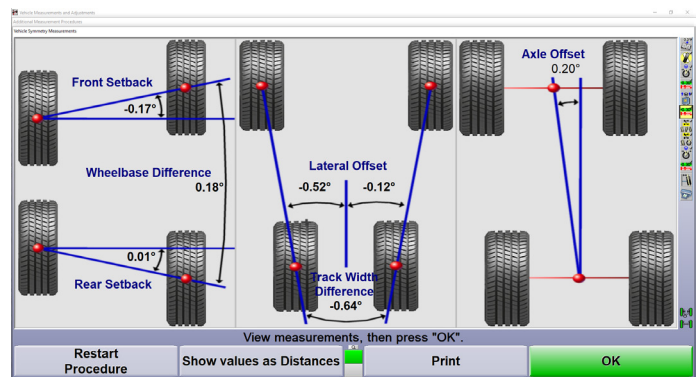 Vehicle Measurements and Adjustments
Additional Measurement Procedures
Vehicle Symmetry Measurements
Front Setback
-0.17°
Wheelbase Difference
0.18°
0.01°
Rear Setback
Lateral Offset
-0.52°
-0.12°
Track Width
Difference
-0.64°
Axle Offset
0.20°
View measurements, then press "OK".
Restart
Procedure
Show values as Distances
Print
OK